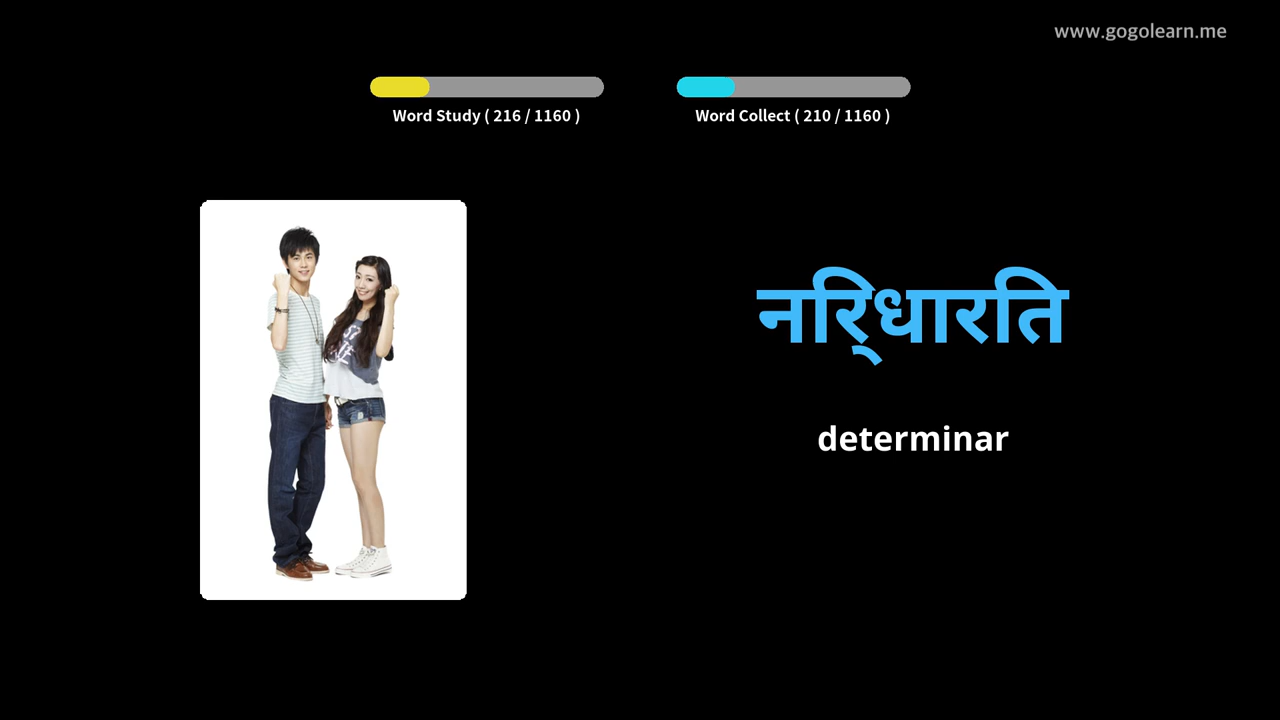 www.gogolearn.me
Word Study ( 216 / 1160 )
Word Collect ( 210 / 1160 )
नरि्धारति
determinar